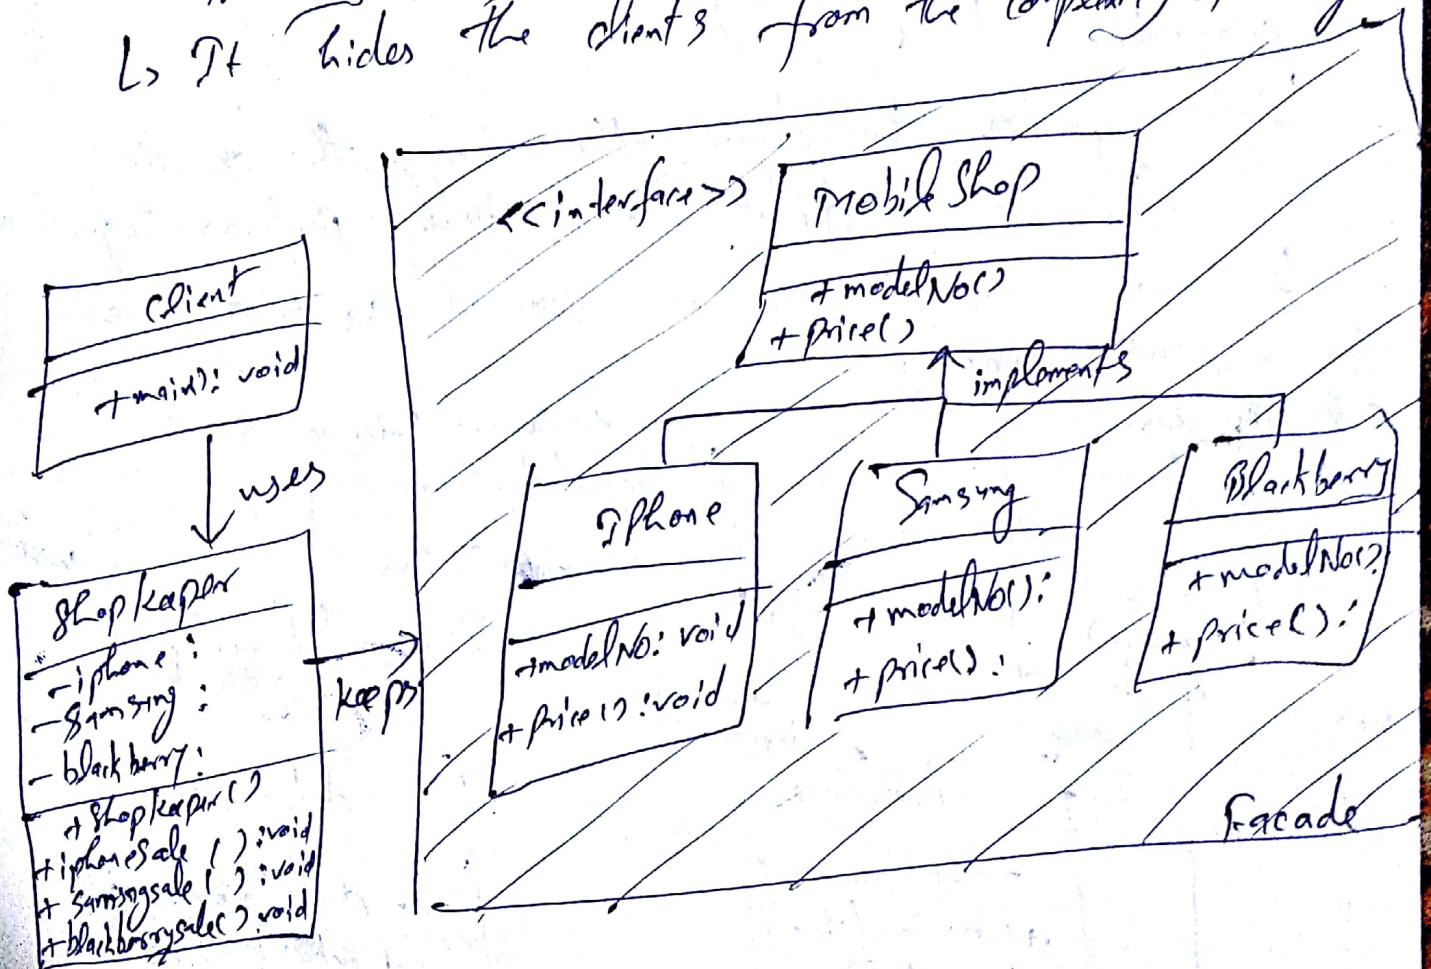 ↳ It hides the clients from the
<<interface>>
Mobile Shop
+modelNo()
+price()
implements
Client
+main(): void
uses
Shopkeper
-iphone:
-Samsung:
-blackberry:
+Shopkeper()
+iphonesale( ):void
+Samsungsale( ):void
+blackberrysale():void
keeps
Iphone
+modelNo: void
+price():void
Samsung
+modelNo():
+price():
Blackberry
+modelNo():
+price():
Facade